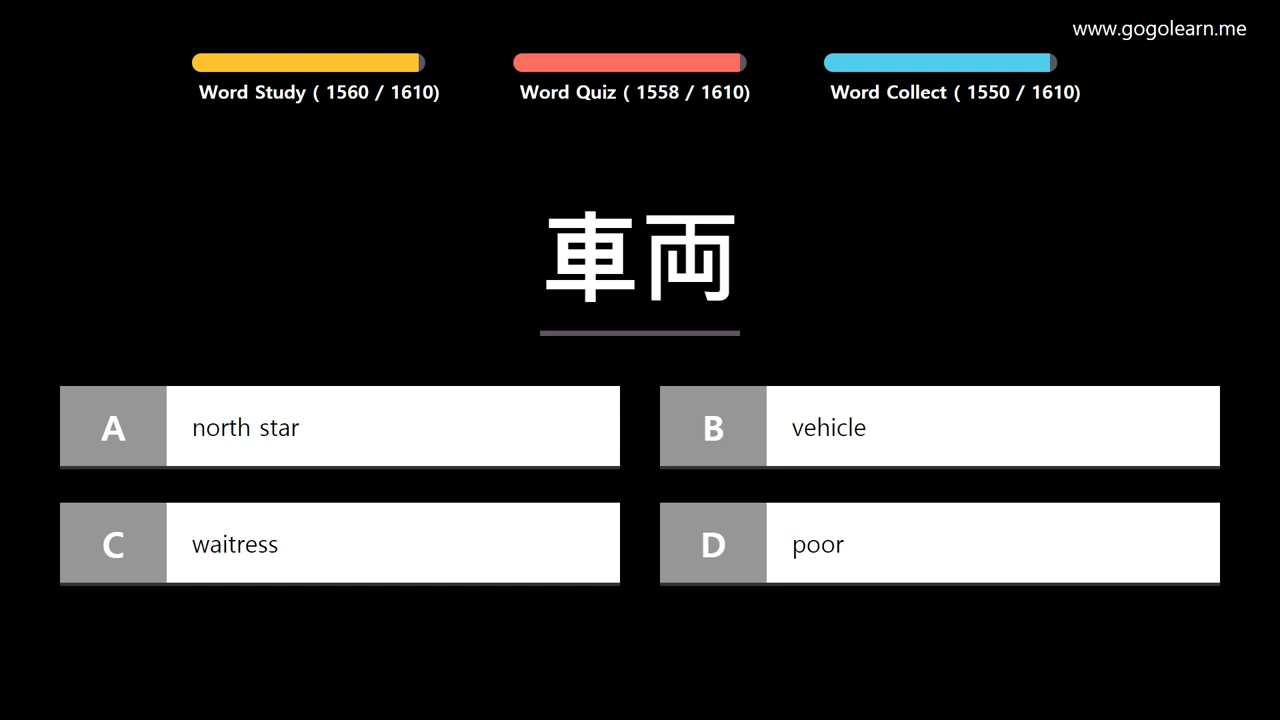 www.gogolearn.me
Word Study ( 1560 / 1610)
Word Quiz ( 1558 / 1610)
Word Collect ( 1550 / 1610)
車両
A north star
B vehicle
C waitress
D poor